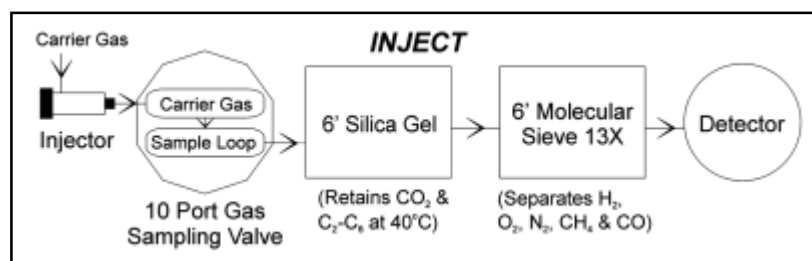 Carrier Gas
INJECT
Injector
Carrier Gas
Sample Loop
10 Port Gas
Sampling Valve
6' Silica Gel
(Retains CO₂ &
C₂-C₆ at 40°C)
6' Molecular
Sieve 13X
(Separates H₂,
O₂, N₂, CH₄ & CO)
Detector